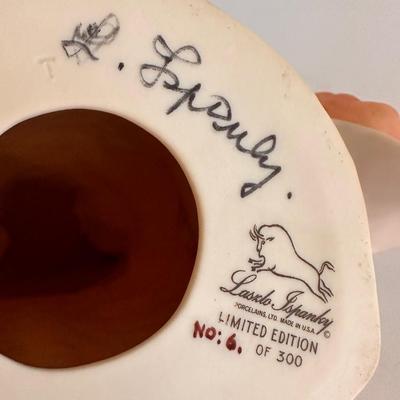 T
L. Ispanky.
Laszlo Ispanky
PORCELAINS, LTD. MADE IN U.S.A.
©
LIMITED EDITION
NO: 6. OF 300